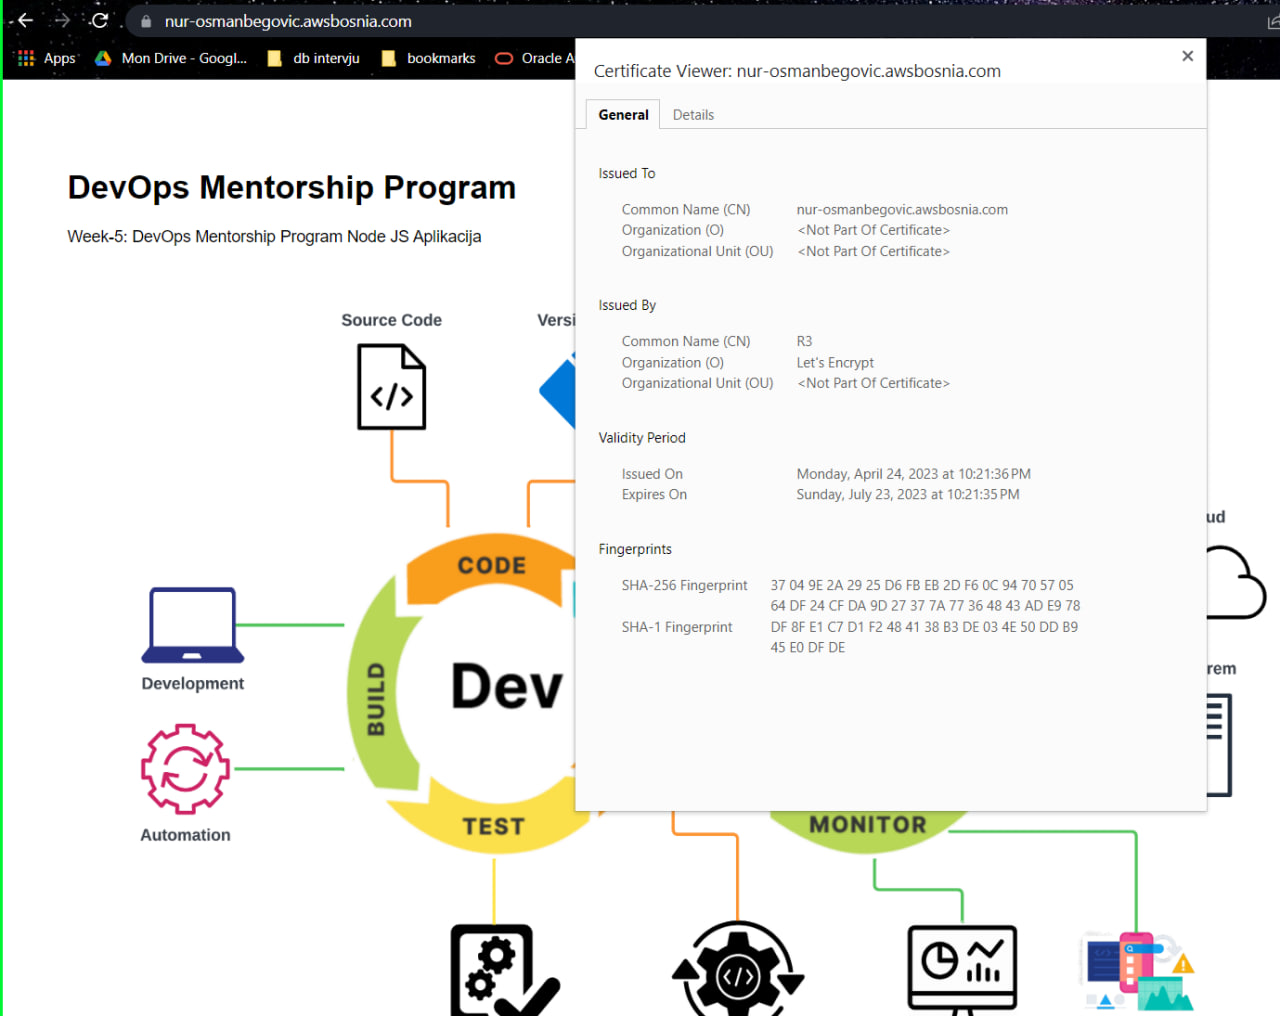 nur-osmanbegovic.awsbosnia.com
Apps
Mon Drive - Googl...
db intervju
bookmarks
Oracle A
Certificate Viewer: nur-osmanbegovic.awsbosnia.com
General
Details
DevOps Mentorship Program
Week-5: DevOps Mentorship Program Node JS Aplikacija
Issued To
Common Name (CN) nur-osmanbegovic.awsbosnia.com
Organization (O) <Not Part Of Certificate>
Organizational Unit (OU) <Not Part Of Certificate>
Issued By
Common Name (CN) R3
Organization (O) Let's Encrypt
Organizational Unit (OU) <Not Part Of Certificate>
Validity Period
Issued On Monday, April 24, 2023 at 10:21:36 PM
Expires On Sunday, July 23, 2023 at 10:21:35 PM
Fingerprints
SHA-256 Fingerprint 37 04 9E 2A 29 25 D6 FB EB 2D F6 0C 94 70 57 05
64 DF 24 CF DA 9D 27 37 7A 77 36 48 43 AD E9 78
SHA-1 Fingerprint DF 8F E1 C7 D1 F2 48 41 38 B3 DE 03 4E 50 DD B9
45 E0 DF DE
Source Code
Versi
ud
CODE
Development
BUILD
Dev
rem
Automation
TEST
MONITOR